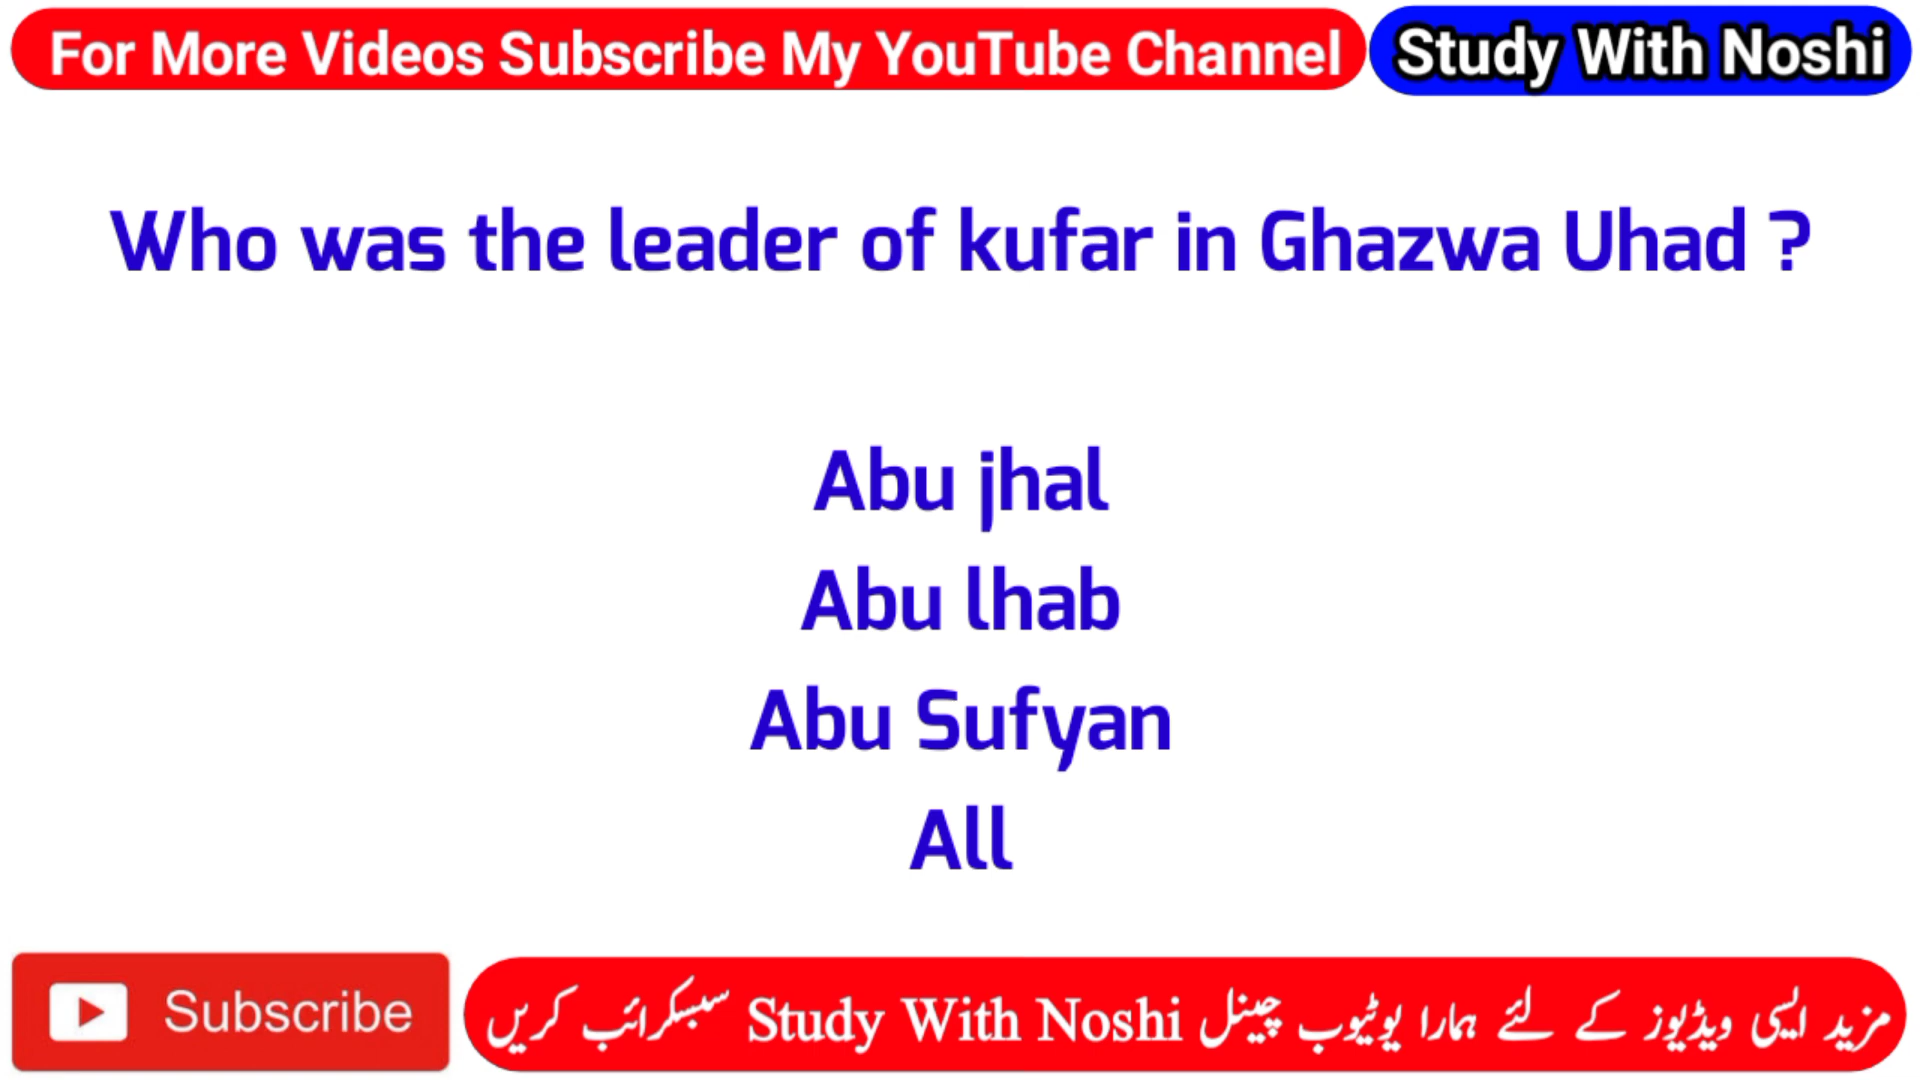 For More Videos Subscribe My YouTube Channel Study With Noshi
Who was the leader of kufar in Ghazwa Uhad ?
Abu jhal
Abu lhab
Abu Sufyan
All
Subscribe
مزید ایسی ویڈیوز کے لئے ہمارا یوٹیوب چینل Study With Noshi سبسکرائب کریں